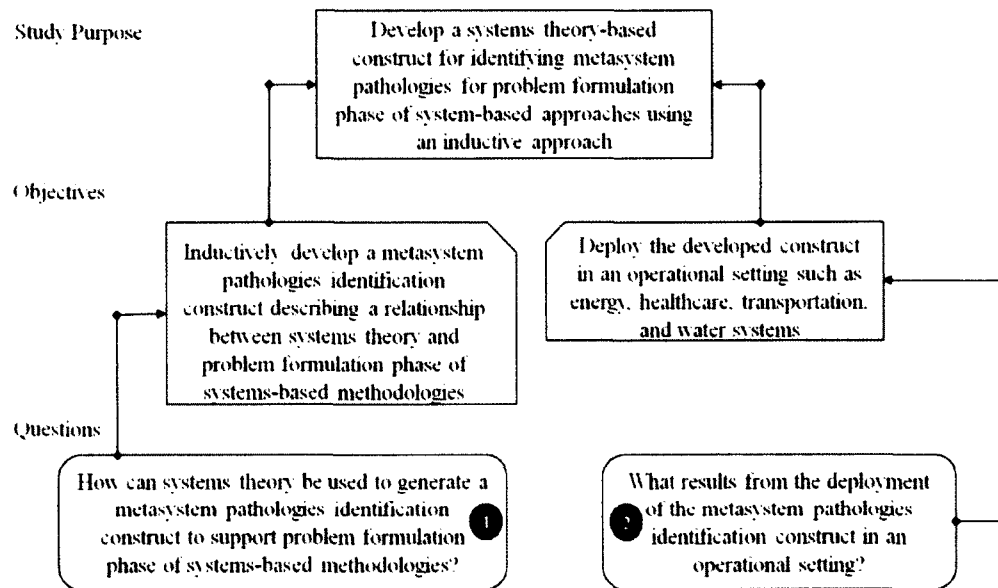 Study Purpose
Develop a systems theory-based
construct for identifying metasystem
pathologies for problem formulation
phase of system-based approaches using
an inductive approach
Objectives
Inductively develop a metasystem
pathologies identification
construct describing a relationship
between systems theory and
problem formulation phase of
systems-based methodologies
Deploy the developed construct
in an operational setting such as
energy, healthcare, transportation,
and water systems
Questions
How can systems theory be used to generate a
metasystem pathologies identification
construct to support problem formulation
phase of systems-based methodologies?
1
What results from the deployment
of the metasystem pathologies
identification construct in an
operational setting?
2